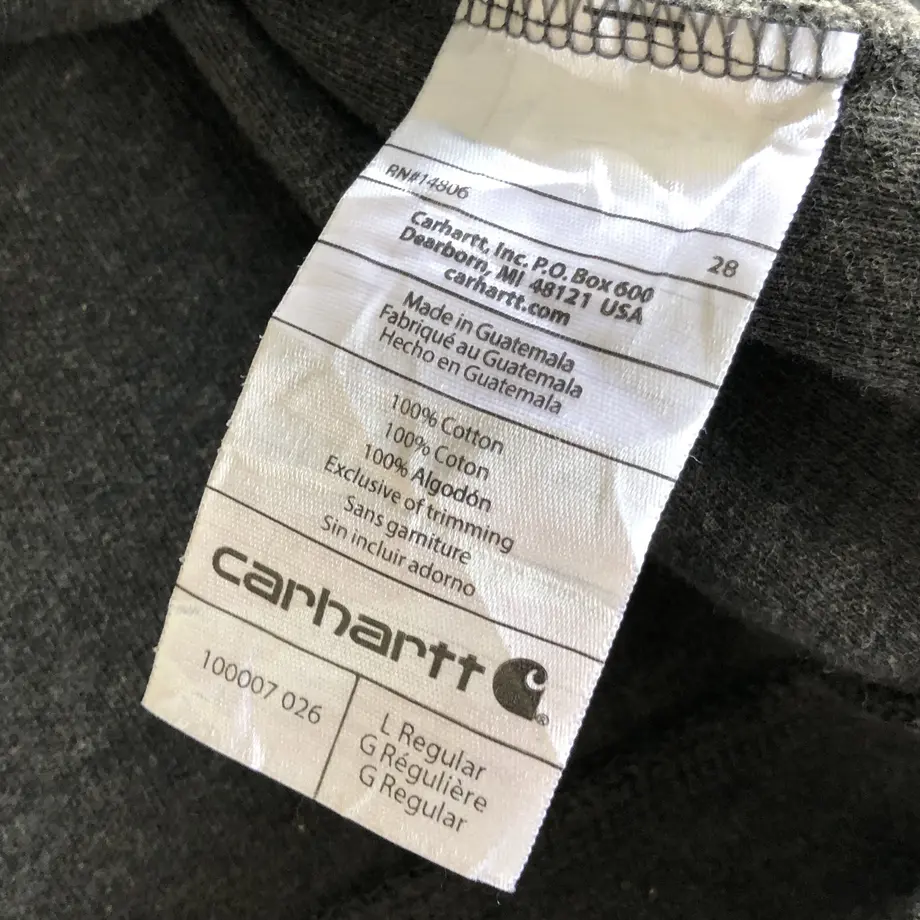 RN#14806
28
Carhartt, Inc. P.O. Box 600
Dearborn, MI 48121 USA
carhartt.com
Made in Guatemala
Fabriqué au Guatemala
Hecho en Guatemala
100% Cotton
100% Coton
100% Algodón
Exclusive of trimming
Sans garniture
Sin incluir adorno
carhartt
®
100007 026
L Regular
G Régulière
G Regular